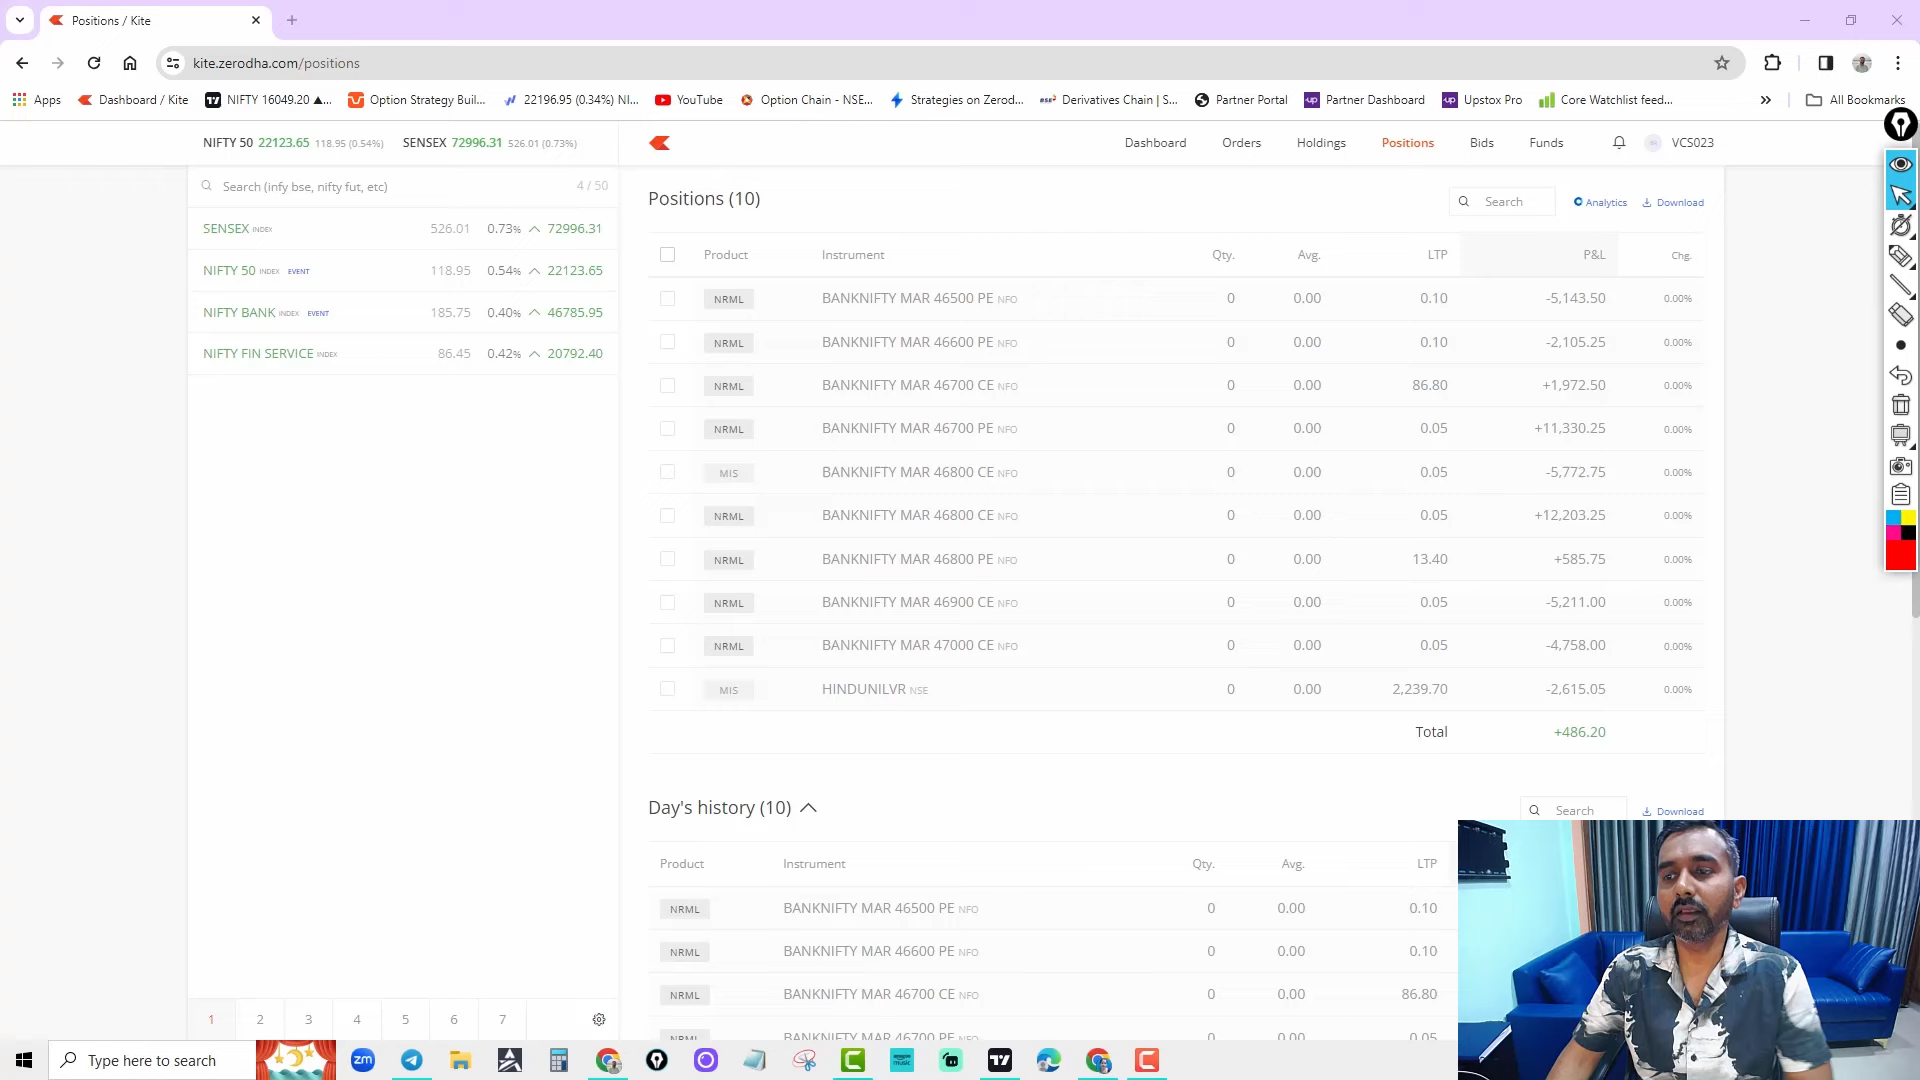 Positions / Kite
kite.zerodha.com/positions
Apps Dashboard / Kite NIFTY 16049.20 ▲... Option Strategy Buil... 22196.95 (0.34%) NI... YouTube Option Chain - NSE... Strategies on Zerod... Derivatives Chain | S... Partner Portal Partner Dashboard Upstox Pro Core Watchlist feed... » All Bookmarks
NIFTY 50 22123.65 118.95 (0.54%) SENSEX 72996.31 526.01 (0.73%) Dashboard Orders Holdings Positions Bids Funds VCS023
Search (infy bse, nifty fut, etc) 4 / 50
SENSEX INDEX 526.01 0.73% 72996.31
NIFTY 50 INDEX EVENT 118.95 0.54% 22123.65
NIFTY BANK INDEX EVENT 185.75 0.40% 46785.95
NIFTY FIN SERVICE INDEX 86.45 0.42% 20792.40
1 2 3 4 5 6 7
Positions (10) Search Analytics Download
Product Instrument Qty. Avg. LTP P&L Chg.
NRML BANKNIFTY MAR 46500 PE NFO 0 0.00 0.10 -5,143.50 0.00%
NRML BANKNIFTY MAR 46600 PE NFO 0 0.00 0.10 -2,105.25 0.00%
NRML BANKNIFTY MAR 46700 CE NFO 0 0.00 86.80 +1,972.50 0.00%
NRML BANKNIFTY MAR 46700 PE NFO 0 0.00 0.05 +11,330.25 0.00%
MIS BANKNIFTY MAR 46800 CE NFO 0 0.00 0.05 -5,772.75 0.00%
NRML BANKNIFTY MAR 46800 CE NFO 0 0.00 0.05 +12,203.25 0.00%
NRML BANKNIFTY MAR 46800 PE NFO 0 0.00 13.40 +585.75 0.00%
NRML BANKNIFTY MAR 46900 CE NFO 0 0.00 0.05 -5,211.00 0.00%
NRML BANKNIFTY MAR 47000 CE NFO 0 0.00 0.05 -4,758.00 0.00%
MIS HINDUNILVR NSE 0 0.00 2,239.70 -2,615.05 0.00%
Total +486.20
Day's history (10) Search Download
Product Instrument Qty. Avg. LTP
NRML BANKNIFTY MAR 46500 PE NFO 0 0.00 0.10
NRML BANKNIFTY MAR 46600 PE NFO 0 0.00 0.10
NRML BANKNIFTY MAR 46700 CE NFO 0 0.00 86.80
NRML BANKNIFTY MAR 46700 PE NFO 0 0.00 0.05
Type here to search zm amazon music